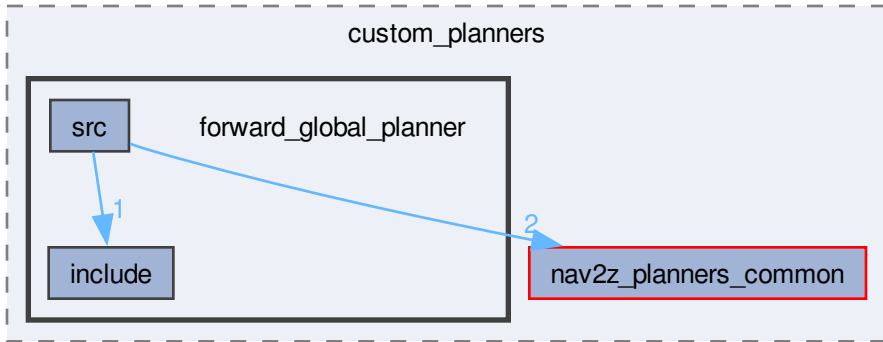 custom_planners
src
forward_global_planner
1
2
include
nav2z_planners_common